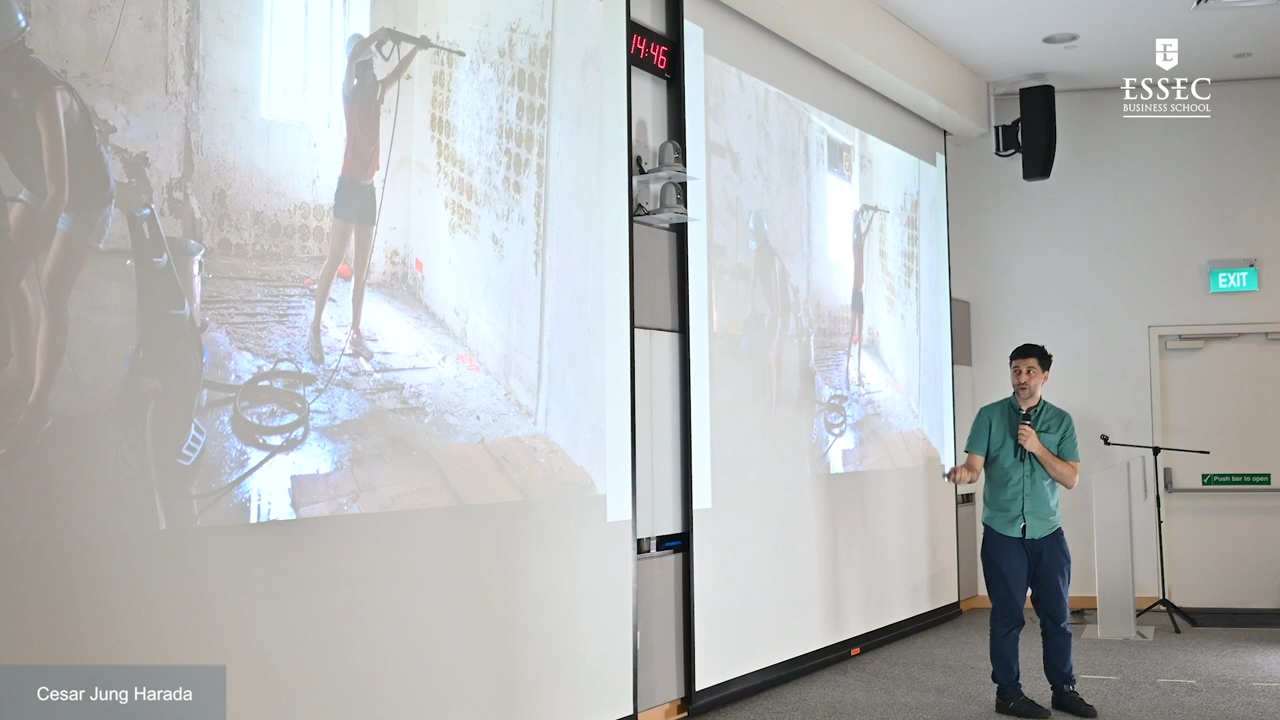 14:46
E
ESSEC
BUSINESS SCHOOL
EXIT
Push bar to open
Cesar Jung Harada